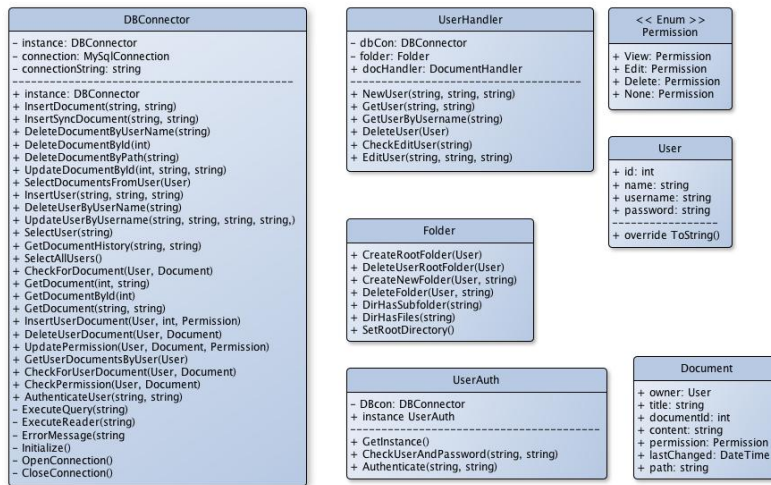 DBConnector
- instance: DBConnector
- connection: MySqlConnection
- connectionString: string
+ instance: DBConnector
+ InsertDocument(string, string)
+ InsertSyncDocument(string, string)
+ DeleteDocumentByUserName(string)
+ DeleteDocumentById(int)
+ DeleteDocumentByPath(string)
+ UpdateDocumentById(int, string, string)
+ SelectDocumentsFromUser(User)
+ InsertUser(string, string, string)
+ DeleteUserByUserName(string)
+ UpdateUserByUsername(string, string, string, string,)
+ SelectUser(string)
+ GetDocumentHistory(string, string)
+ SelectAllUsers()
+ CheckForDocument(User, Document)
+ GetDocument(int, string)
+ GetDocumentById(int)
+ GetDocument(string, string)
+ InsertUserDocument(User, int, Permission)
+ DeleteUserDocument(User, Document)
+ UpdatePermission(User, Document, Permission)
+ GetUserDocumentsByUser(User)
+ CheckForUserDocument(User, Document)
+ CheckPermission(User, Document)
+ AuthenticateUser(string, string)
- ExecuteQuery(string)
- ExecuteReader(string)
- ErrorMessage(string
- Initialize()
- OpenConnection()
- CloseConnection()
UserHandler
- dbCon: DBConnector
- folder: Folder
+ docHandler: DocumentHandler
+ NewUser(string, string, string)
+ GetUser(string, string)
+ GetUserByUsername(string)
+ DeleteUser(User)
+ CheckEditUser(string)
+ EditUser(string, string, string)
<< Enum >>
Permission
+ View: Permission
+ Edit: Permission
+ Delete: Permission
+ None: Permission
User
+ id: int
+ name: string
+ username: string
+ password: string
+ override ToString()
Folder
+ CreateRootFolder(User)
+ DeleteUserRootFolder(User)
+ CreateNewFolder(User, string)
+ DeleteFolder(User, string)
+ DirHasSubfolder(string)
+ DirHasFiles(string)
+ SetRootDirectory()
UserAuth
- DBcon: DBConnector
+ instance UserAuth
+ GetInstance()
+ CheckUserAndPassword(string, string)
+ Authenticate(string, string)
Document
+ owner: User
+ title: string
+ documentId: int
+ content: string
+ permission: Permission
+ lastChanged: DateTime
+ path: string